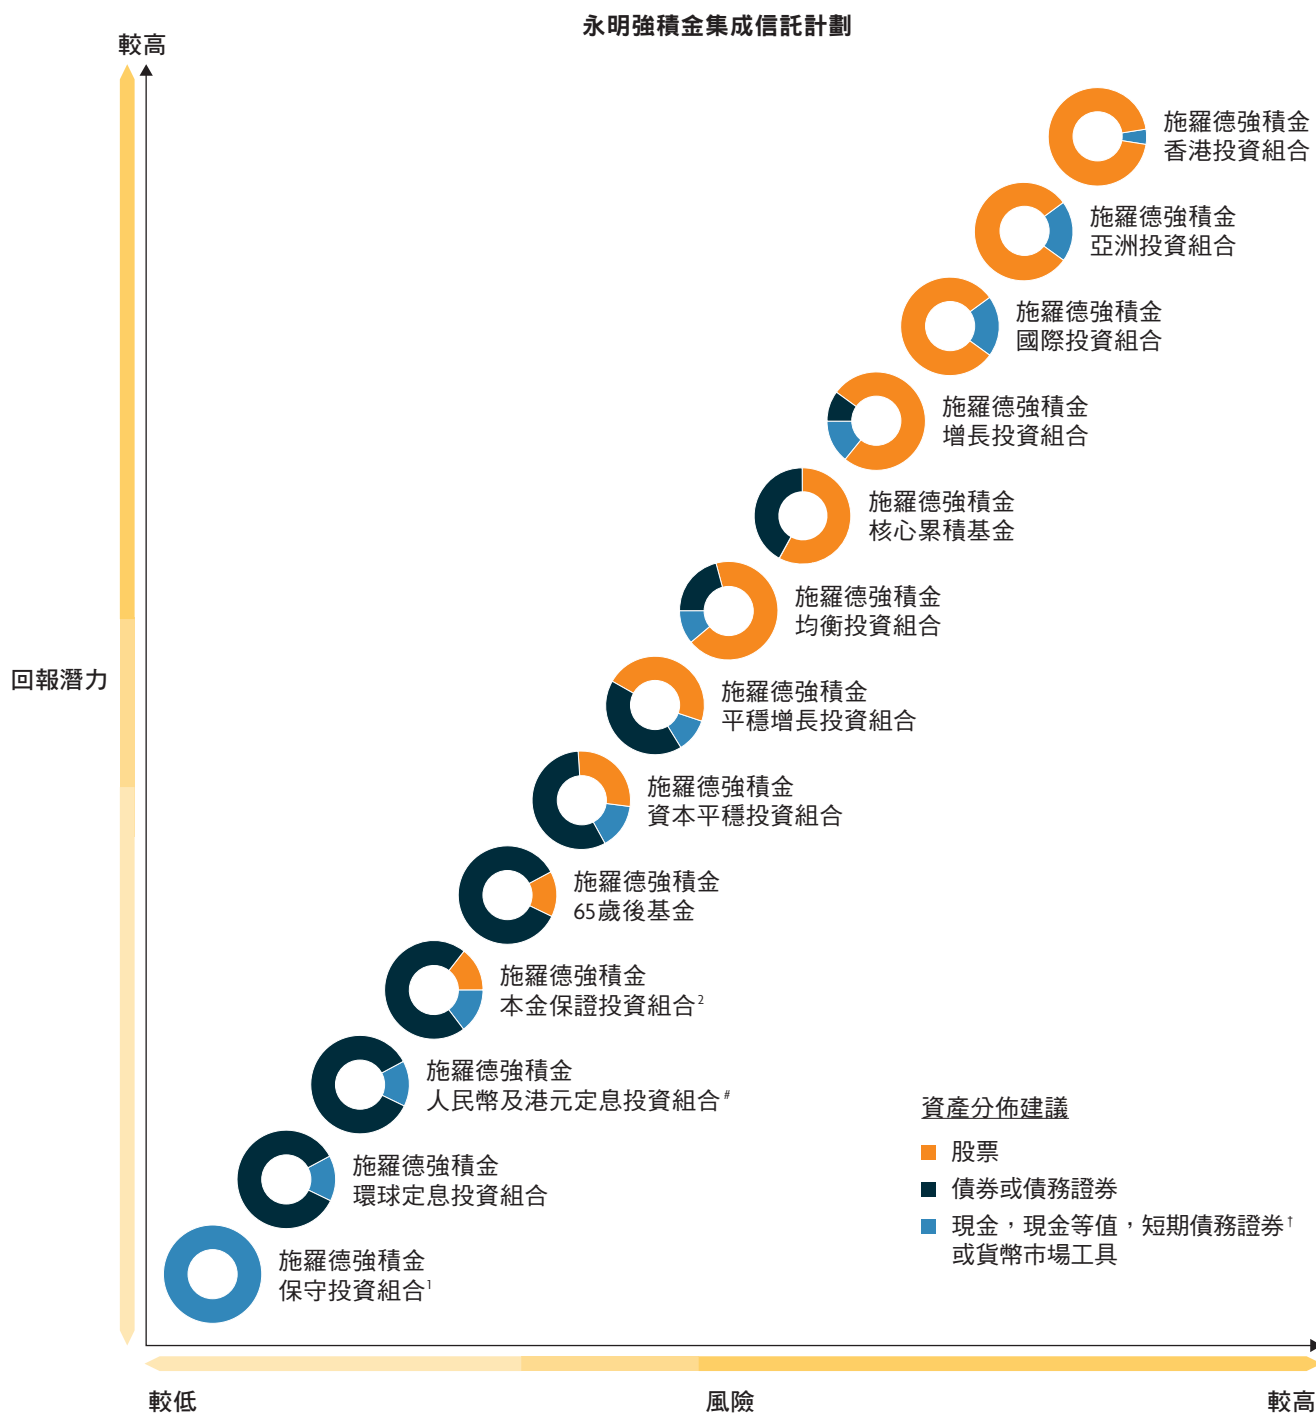 永明強積金集成信託計劃
較高
施羅德強積金
香港投資組合
施羅德強積金
亞洲投資組合
施羅德強積金
國際投資組合
施羅德強積金
增長投資組合
施羅德強積金
核心累積基金
施羅德強積金
均衡投資組合
回報潛力
施羅德強積金
平穩增長投資組合
施羅德強積金
資本平穩投資組合
施羅德強積金
65歲後基金
施羅德強積金
本金保證投資組合2
施羅德強積金
人民幣及港元定息投資組合#
施羅德強積金
環球定息投資組合
施羅德強積金
保守投資組合1
資產分佈建議
股票
債券或債務證券
現金，現金等值，短期債務證券†
或貨幣市場工具
較低
風險
較高